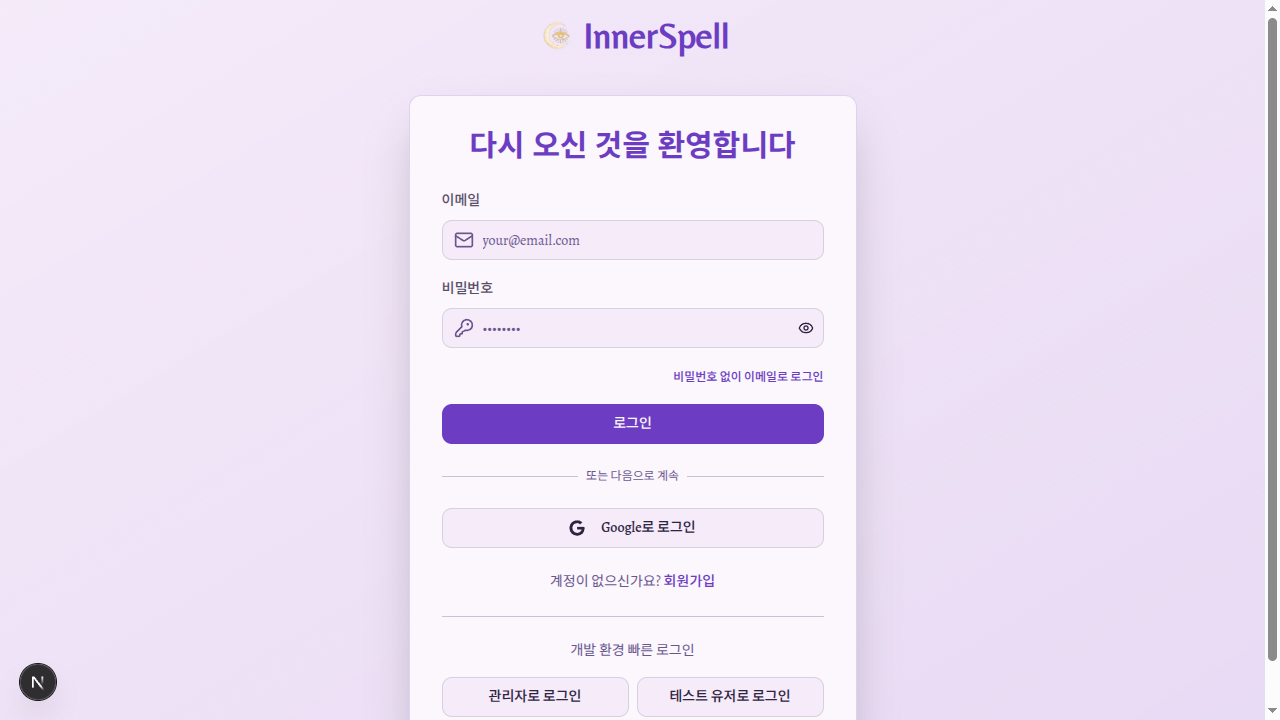 InnerSpell
다시 오신 것을 환영합니다
이메일
your@email.com
비밀번호
••••••••
비밀번호 없이 이메일로 로그인
로그인
또는 다음으로 계속
Google로 로그인
계정이 없으신가요? 회원가입
개발 환경 빠른 로그인
관리자로 로그인
테스트 유저로 로그인
N